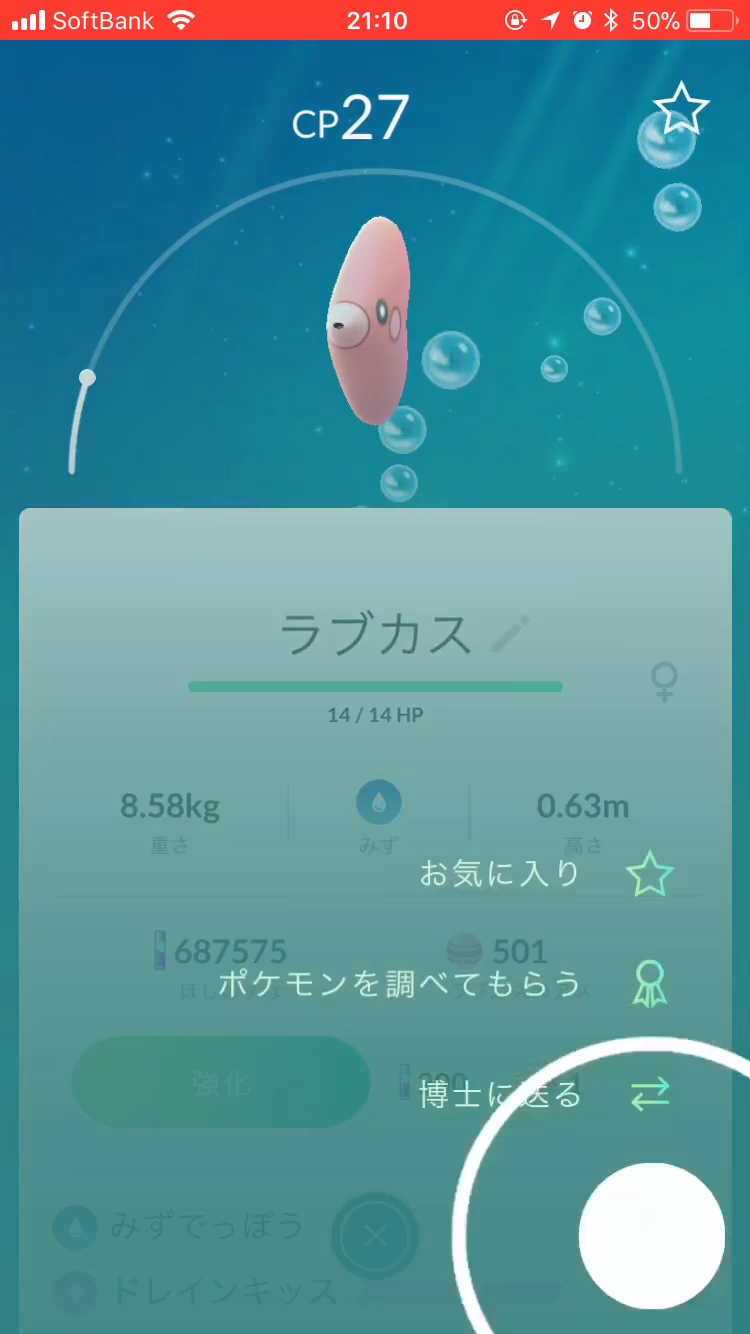 SoftBank 21:10 50%
CP27
ラブカス
14 / 14 HP
8.58kg 0.63m
重さ みず 高さ
お気に入り
687575 501
ポケモンを調べてもらう
強化 200
博士に送る
みずでっぽう
ドレインキッス